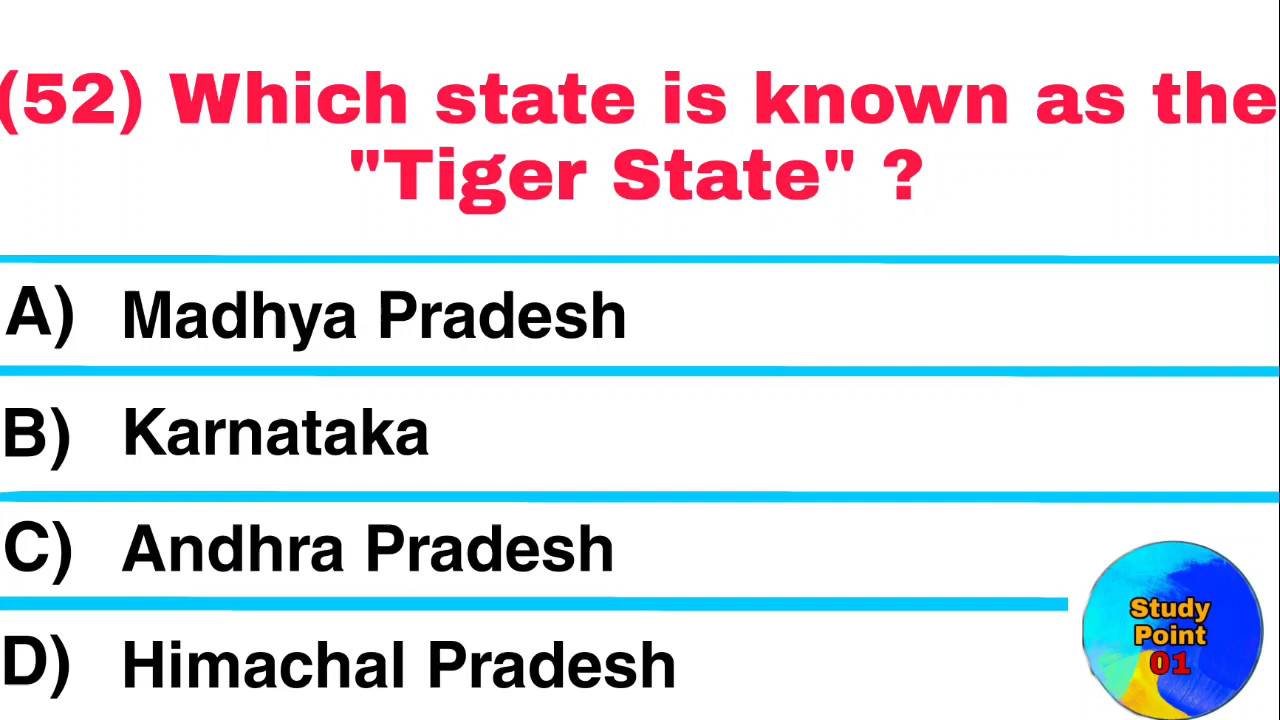 (52) Which state is known as the
"Tiger State" ?
A) Madhya Pradesh
B) Karnataka
C) Andhra Pradesh
D) Himachal Pradesh
Study
Point
01